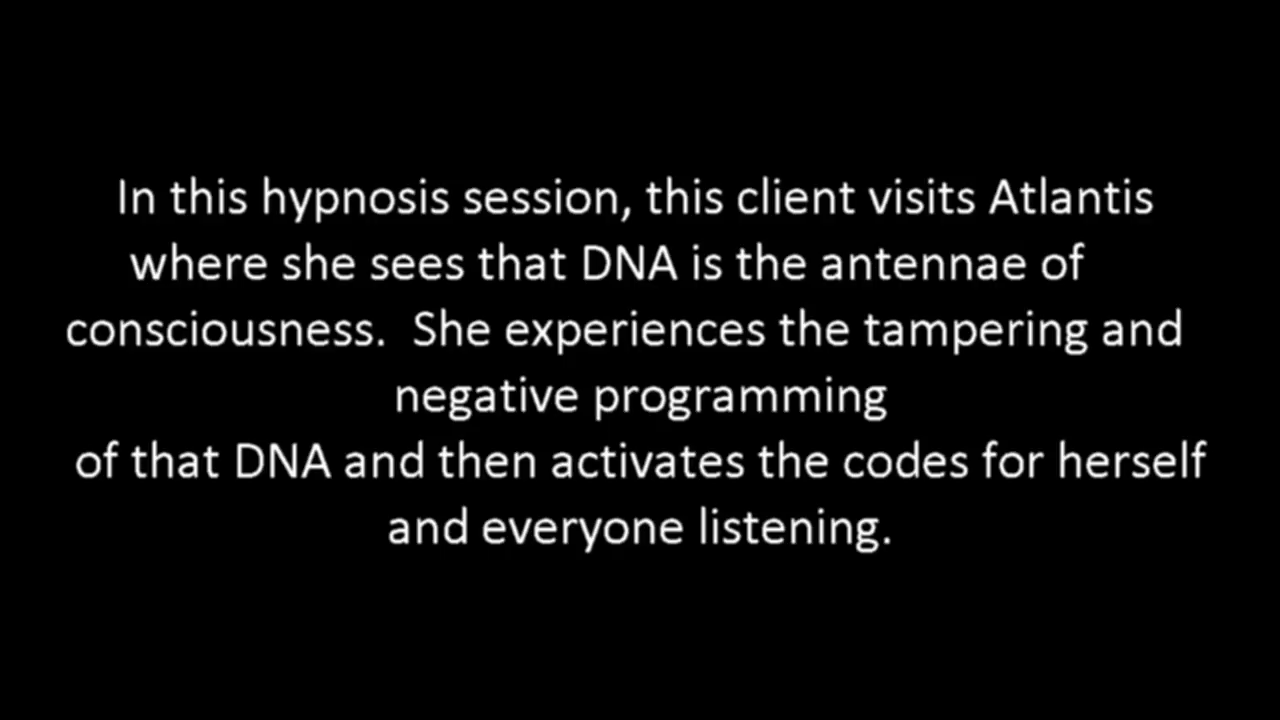 In this hypnosis session, this client visits Atlantis
where she sees that DNA is the antennae of
consciousness.  She experiences the tampering and
negative programming
of that DNA and then activates the codes for herself
and everyone listening.